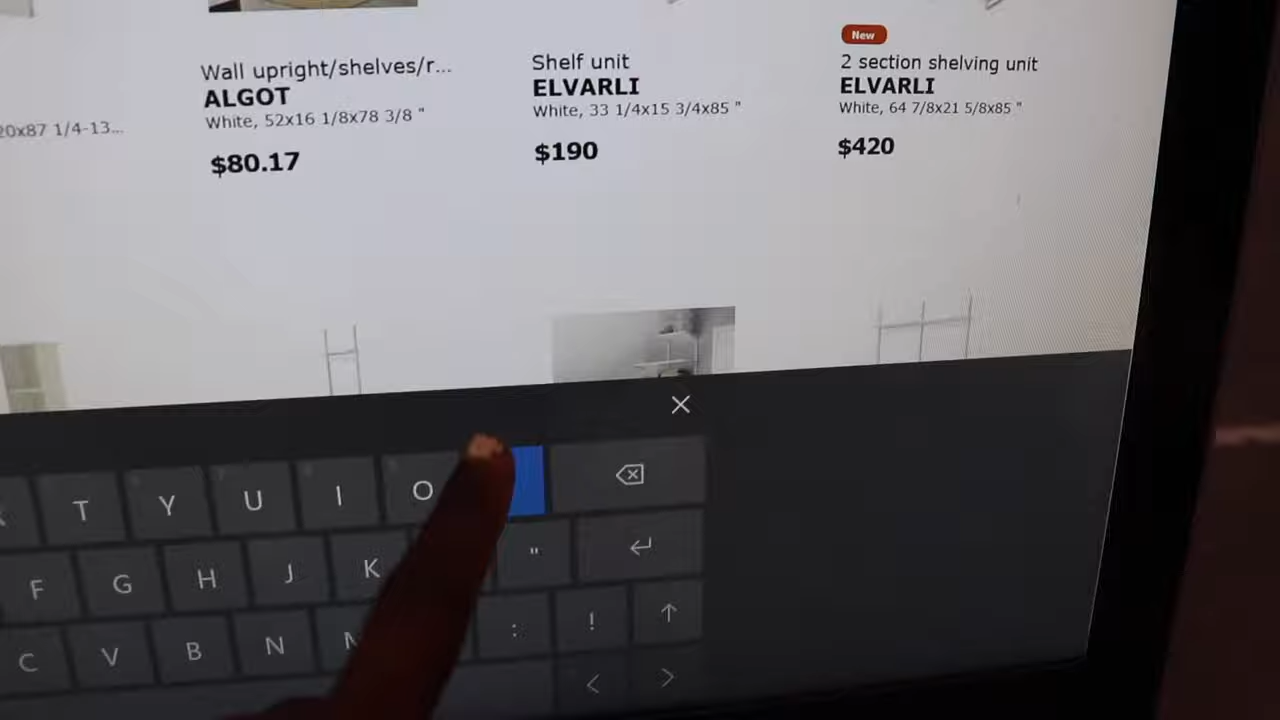 New
Wall upright/shelves/r...
Shelf unit
2 section shelving unit
ALGOT
ELVARLI
ELVARLI
20x87 1/4-13...
White, 52x16 1/8x78 3/8 "
White, 33 1/4x15 3/4x85 "
White, 64 7/8x21 5/8x85 "
$80.17
$190
$420
T Y U I O
F G H J K "
C V B N : !
< >